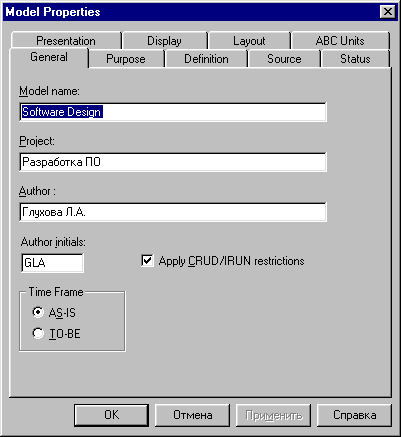 Model Properties
Presentation Display Layout ABC Units
General Purpose Definition Source Status
Model name:
Software Design
Project:
Разработка ПО
Author :
Глухова Л.А.
Author initials:
GLA
Apply CRUD/IRUN restrictions
Time Frame
AS-IS
TO-BE
OK Отмена Применить Справка